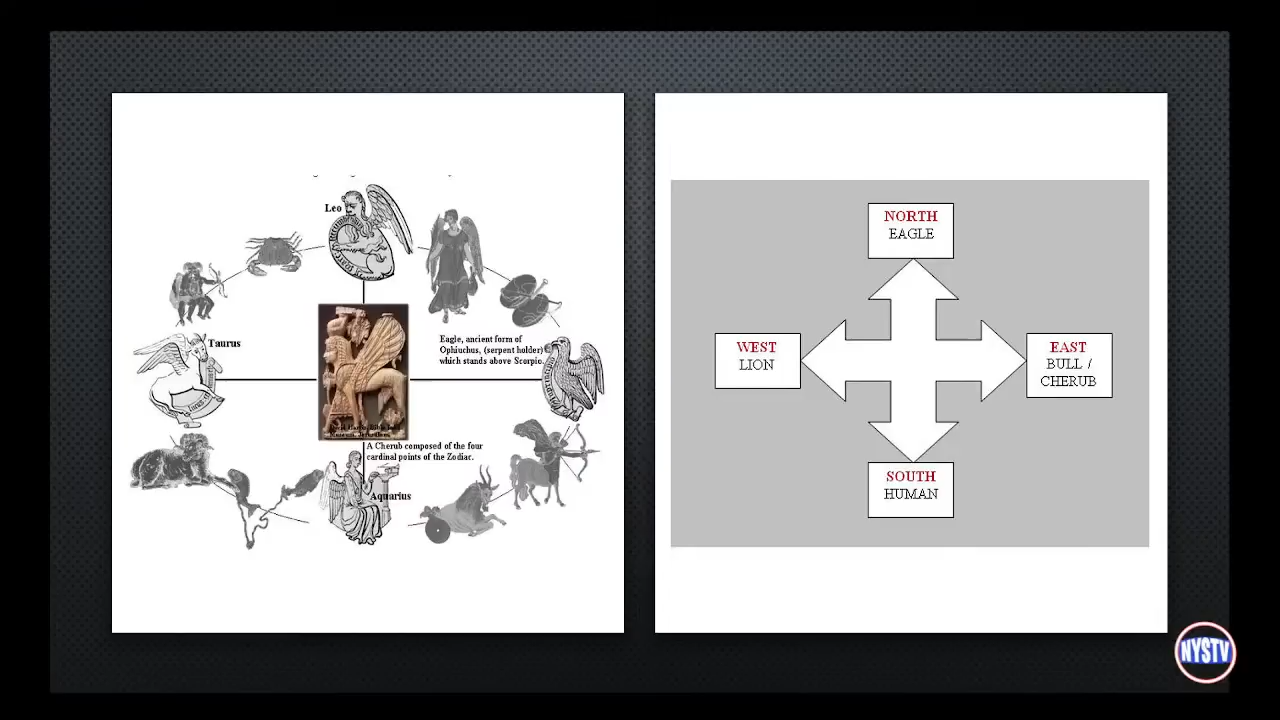 Leo
Taurus
Eagle, ancient form of
Ophiuchus, (serpent holder)
which stands above Scorpio.
A Cherub composed of the four
cardinal points of the Zodiac.
Aquarius
NORTH
EAGLE
WEST
LION
EAST
BULL /
CHERUB
SOUTH
HUMAN
NYSTV